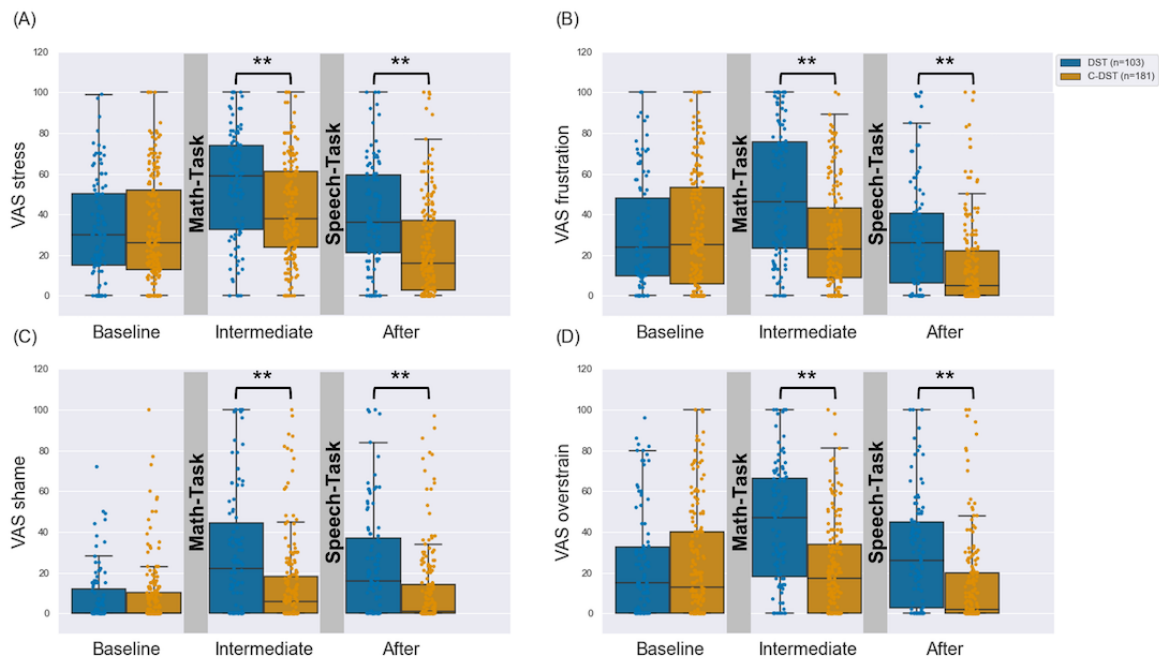 (A)
120
100
80
60
40
20
0
VAS stress
Math-Task
Speech-Task
**
**
Baseline
Intermediate
After
(B)
120
100
80
60
40
20
0
VAS frustration
Math-Task
Speech-Task
**
**
Baseline
Intermediate
After
DST (n=103)
C-DST (n=181)
(C)
120
100
80
60
40
20
0
VAS shame
Math-Task
Speech-Task
**
**
Baseline
Intermediate
After
(D)
120
100
80
60
40
20
0
VAS overstrain
Math-Task
Speech-Task
**
**
Baseline
Intermediate
After